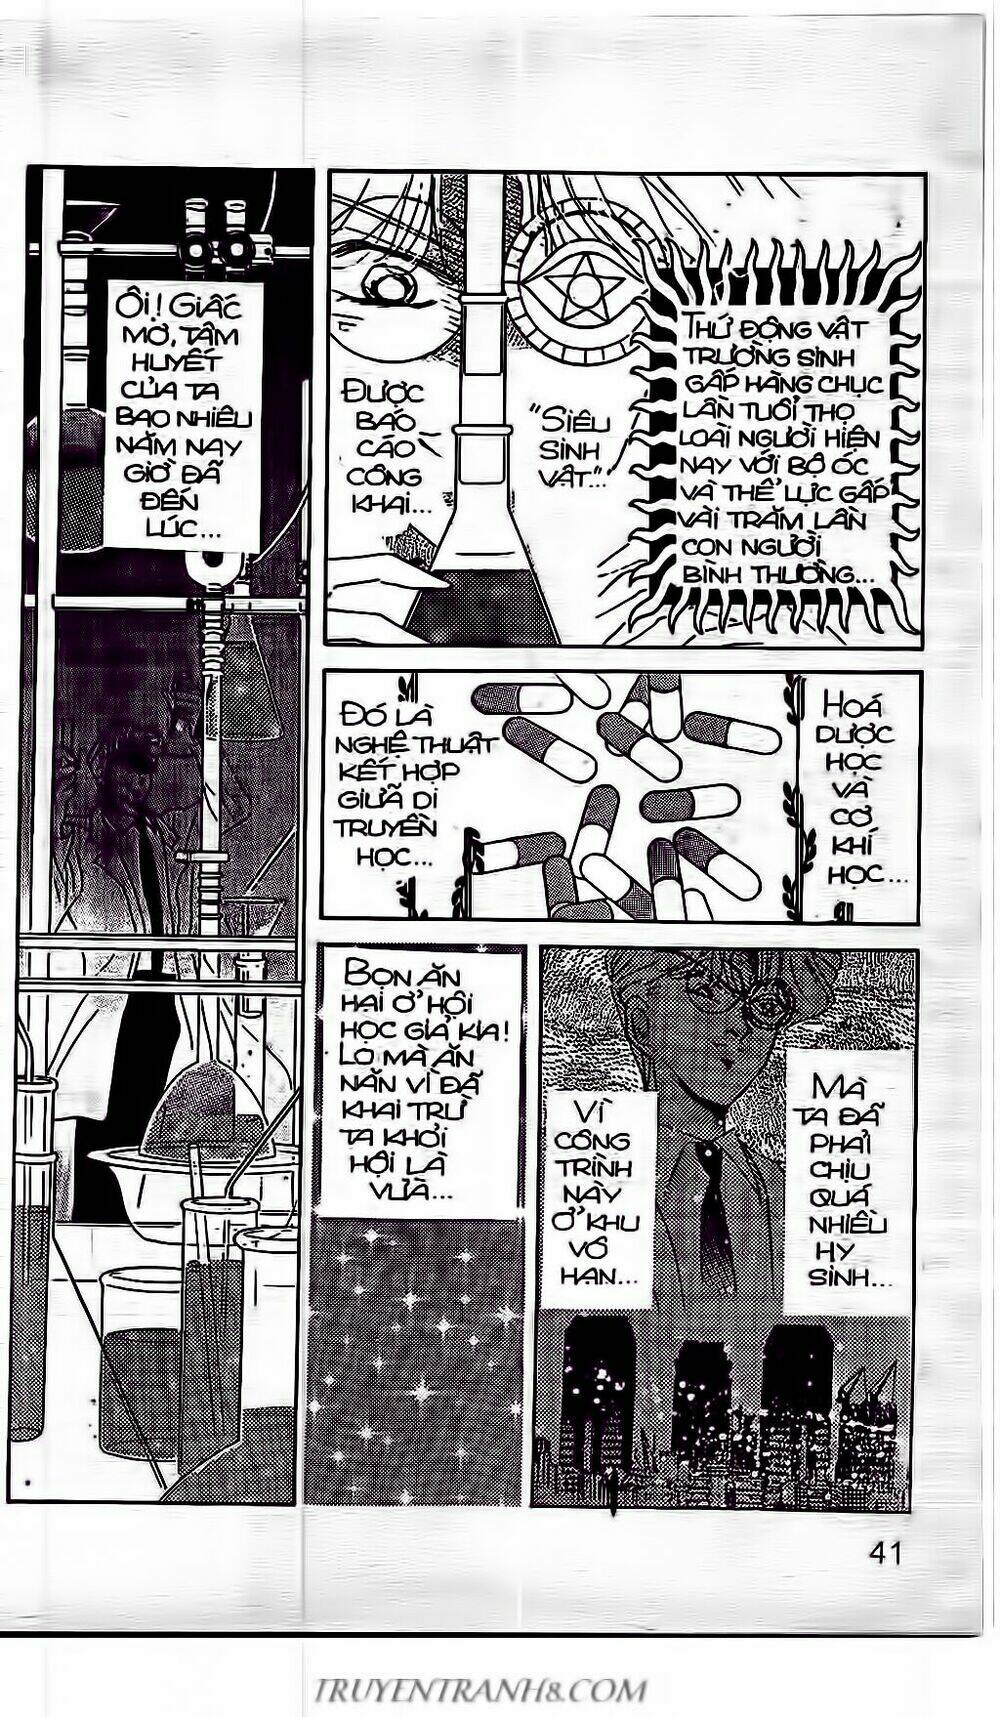 THỨ ĐỘNG VẬT
TRƯỜNG SINH
GẤP HÀNG CHỤC
LẦN TUỔI THỌ
LOÀI NGƯỜI HIỆN
NAY VỚI BỘ ÓC
VÀ THỂ LỰC GẤP
VÀI TRĂM LẦN
CON NGƯỜI
BÌNH THƯỜNG...
"SIÊU
SINH
VẬT"
ĐƯỢC
BÁO
CÁO
CÔNG
KHAI...
HOÁ
DƯỢC
HỌC
VÀ
CƠ
KHÍ
HỌC...
ĐÓ LÀ
NGHỆ THUẬT
KẾT HỢP
GIỮA DI
TRUYỀN
HỌC...
MÀ
TA ĐÃ
PHẢI
CHỊU
QUÁ
NHIỀU
HY
SINH...
VÌ
CÔNG
TRÌNH
NÀY
Ở KHU
VÔ
HẠN...
BỌN ĂN
HẠI Ở HỘI
HỌC GIẢ KIA!
LO MÀ ĂN
NĂN VÌ ĐÃ
KHAI TRỪ
TA KHỎI
HỘI LÀ
VỪA...
ÔI! GIẤC
MƠ, TÂM
HUYẾT
CỦA TA
BAO NHIÊU
NĂM NAY
GIỜ ĐÃ
ĐẾN
LÚC...
41
TRUYENTRANH8.COM